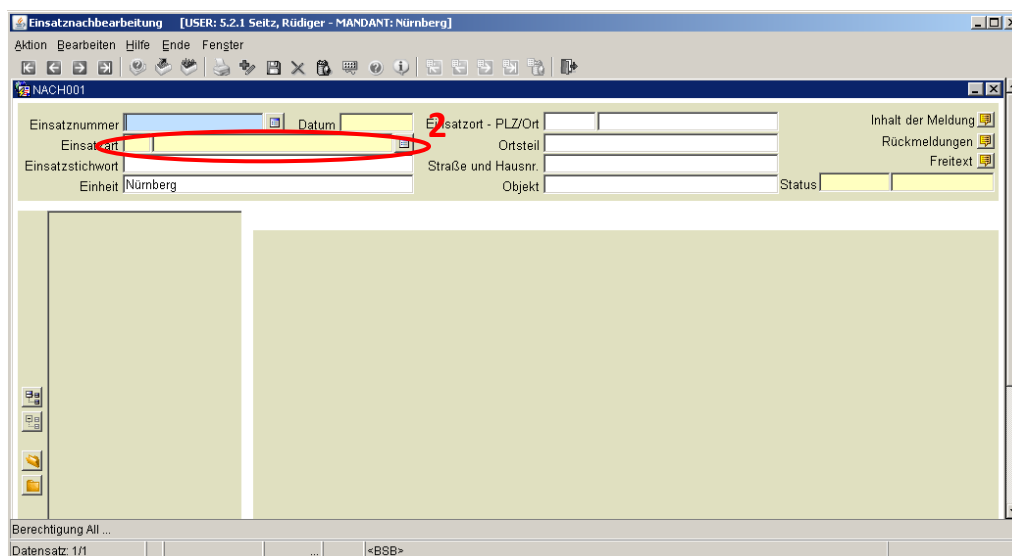 Einsatznachbearbeitung [USER: 5.2.1 Seitz, Rüdiger - MANDANT: Nürnberg]
Aktion Bearbeiten Hilfe Ende Fenster
NACH001
Einsatznummer Datum 2 Einsatzort - PLZ/Ort Inhalt der Meldung
Einsatzart Ortsteil Rückmeldungen
Einsatzstichwort Straße und Hausnr. Freitext
Einheit Nürnberg Objekt Status
Berechtigung All ...
Datensatz: 1/1 ... <BSB>